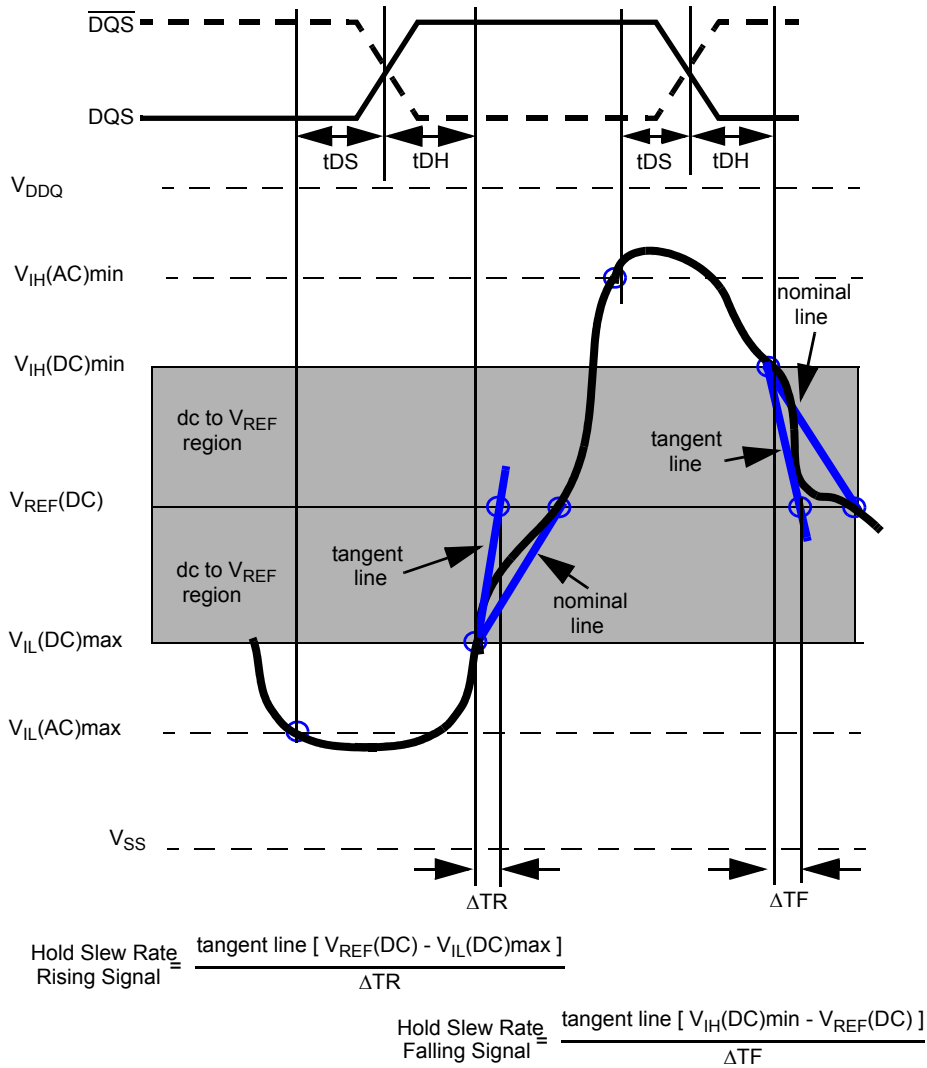 DQS
DQS
tDS tDH tDS tDH
VDDQ
VIH(AC)min
nominal
line
VIH(DC)min
dc to VREF
region
tangent
line
VREF(DC)
tangent
line
dc to VREF
region
nominal
line
VIL(DC)max
VIL(AC)max
VSS
ΔTR ΔTF
Hold Slew Rate
Rising Signal = tangent line [ VREF(DC) - VIL(DC)max ]
ΔTR
Hold Slew Rate
Falling Signal = tangent line [ VIH(DC)min - VREF(DC) ]
ΔTF